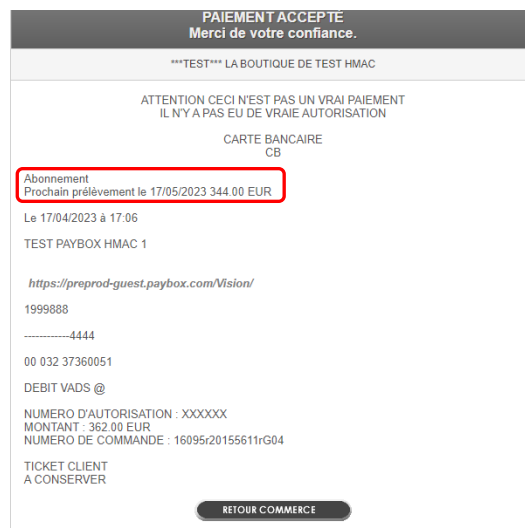 PAIEMENT ACCEPTÉ
Merci de votre confiance.
***TEST*** LA BOUTIQUE DE TEST HMAC
ATTENTION CECI N'EST PAS UN VRAI PAIEMENT
IL N'Y A PAS EU DE VRAIE AUTORISATION
CARTE BANCAIRE
CB
Abonnement
Prochain prélèvement le 17/05/2023 344.00 EUR
Le 17/04/2023 à 17:06
TEST PAYBOX HMAC 1
https://preprod-guest.paybox.com/Vision/
1999888
------------4444
00 032 37360051
DEBIT VADS @
NUMERO D'AUTORISATION : XXXXXX
MONTANT : 362.00 EUR
NUMERO DE COMMANDE : 16095r20155611rG04
TICKET CLIENT
A CONSERVER
RETOUR COMMERCE